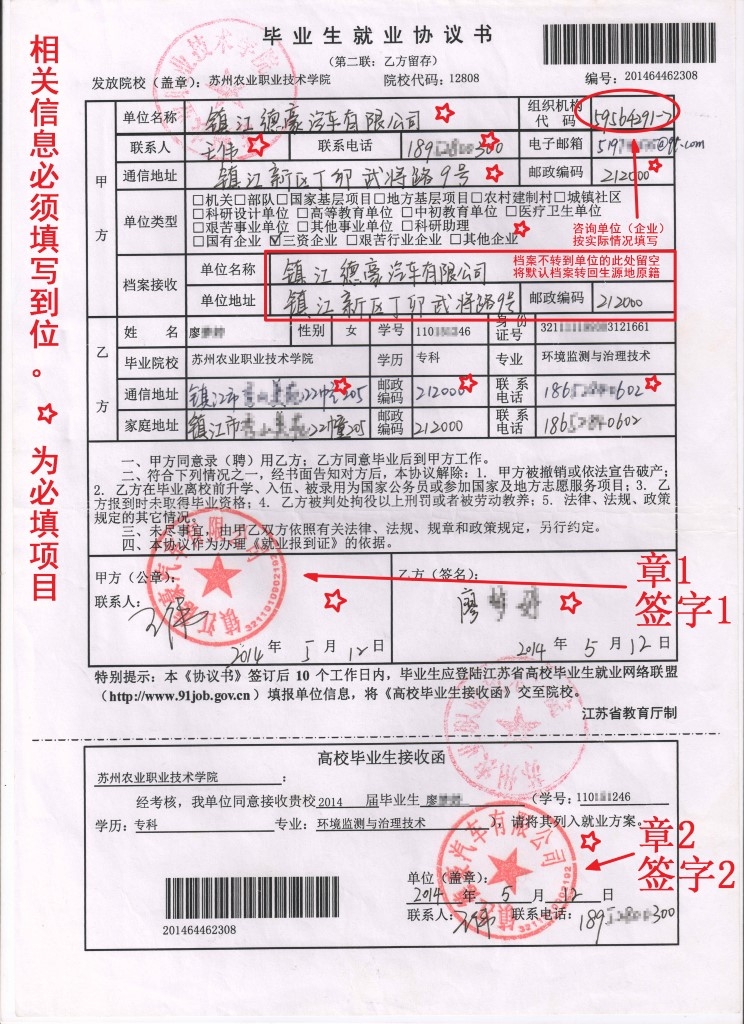 毕业生就业协议书
(第二联:乙方留存)
发放院校(盖章):苏州农业职业技术学院 院校代码:12808 编号:201464462308
相关信息必须填写到位。☆ 为必填项目
甲方
单位名称 镇江德豪汽车有限公司 组织机构代码 59564291-7
联系人 王伟 联系电话 189 300 电子邮箱 519 @qq.com
通信地址 镇江新区丁卯武将路9号 邮政编码 212000
单位类型
□机关□部队□国家基层项目□地方基层项目□农村建制村□城镇社区
□科研设计单位 □高等教育单位 □中初教育单位 □医疗卫生单位
□艰苦事业单位 □其他事业单位 □科研助理
□国有企业 ☑三资企业 □艰苦行业企业 □其他企业
咨询单位(企业)
按实际情况填写
档案不转到单位的此处留空
将默认档案转回生源地原籍
档案接收
单位名称 镇江德豪汽车有限公司
单位地址 镇江新区丁卯武将路9号 邮政编码 212000
乙方
姓名 廖 性别 女 学号 110 246 身份证号 3211 3121661
毕业院校 苏州农业职业技术学院 学历 专科 专业 环境监测与治理技术
通信地址 镇江市 22幢205 邮政编码 212000 联系电话 1865 0602
家庭地址 镇江市 22幢205 邮政编码 212000 联系电话 1865 0602
一、甲方同意录(聘)用乙方;乙方同意毕业后到甲方工作。
二、符合下列情况之一,经书面告知对方后,本协议解除:1. 甲方被撤销或依法宣告破产;
2. 乙方在毕业离校前升学、入伍、被录用为国家公务员或参加国家及地方志愿服务项目;3. 乙
方报到时未取得毕业资格;4. 乙方被判处拘役以上刑罚或者被劳动教养;5. 法律、法规、政策
规定的其它情况。
三、未尽事宜,由甲乙双方依照有关法律、法规、规章和政策规定,另行约定。
四、本协议作为办理《就业报到证》的依据。
甲方(公章): 乙方(签名):
联系人:王伟 廖
2014 年 5 月 12 日 2014 年 5 月 12 日
章1
签字1
特别提示:本《协议书》签订后 10 个工作日内,毕业生应登陆江苏省高校毕业生就业网络联盟
(http://www.91job.gov.cn)填报单位信息,将《高校毕业生接收函》交至院校。
江苏省教育厅制
高校毕业生接收函
苏州农业职业技术学院:
经考核,我单位同意接收贵校2014 届毕业生 廖 (学号:110 1246
学历:专科 专业:环境监测与治理技术 ),请将其列入就业方案。
章2
签字2
单位(盖章):
2014 年 5 月 12 日
联系人:王伟 联系电话:189 300
201464462308